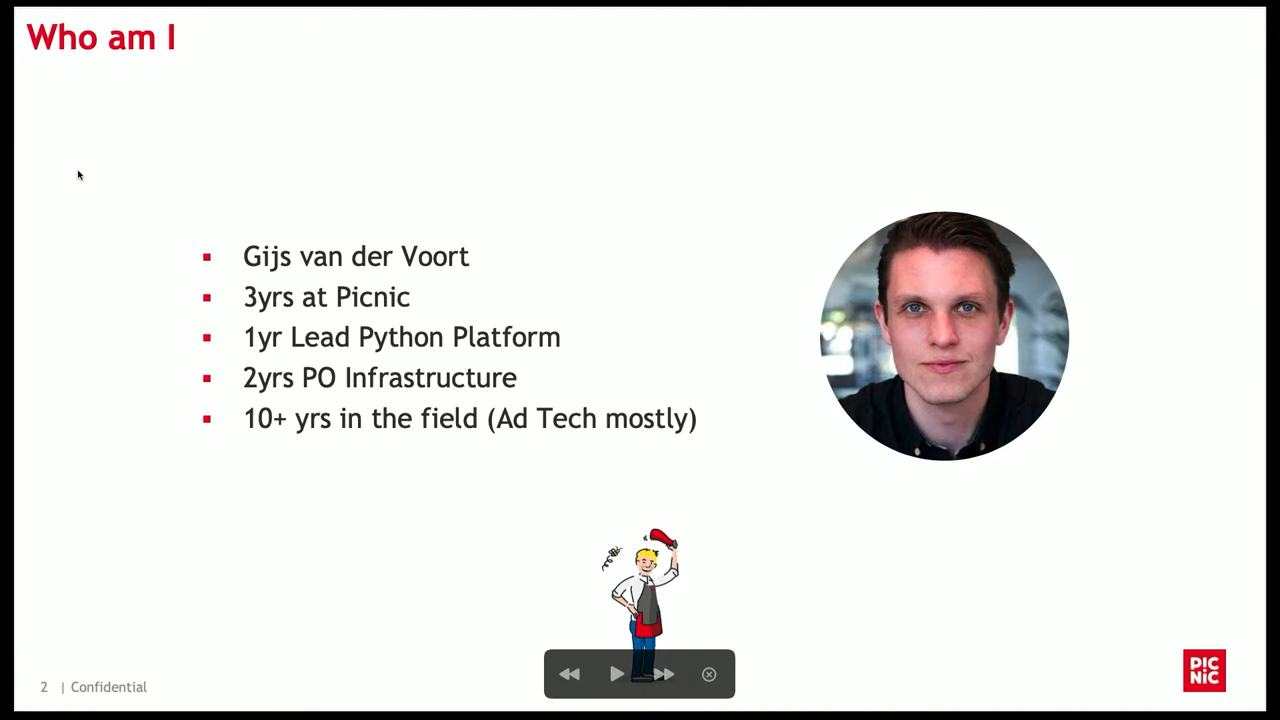 Who am I
Gijs van der Voort
3yrs at Picnic
1yr Lead Python Platform
2yrs PO Infrastructure
10+ yrs in the field (Ad Tech mostly)
2 | Confidential
PIC
NiC